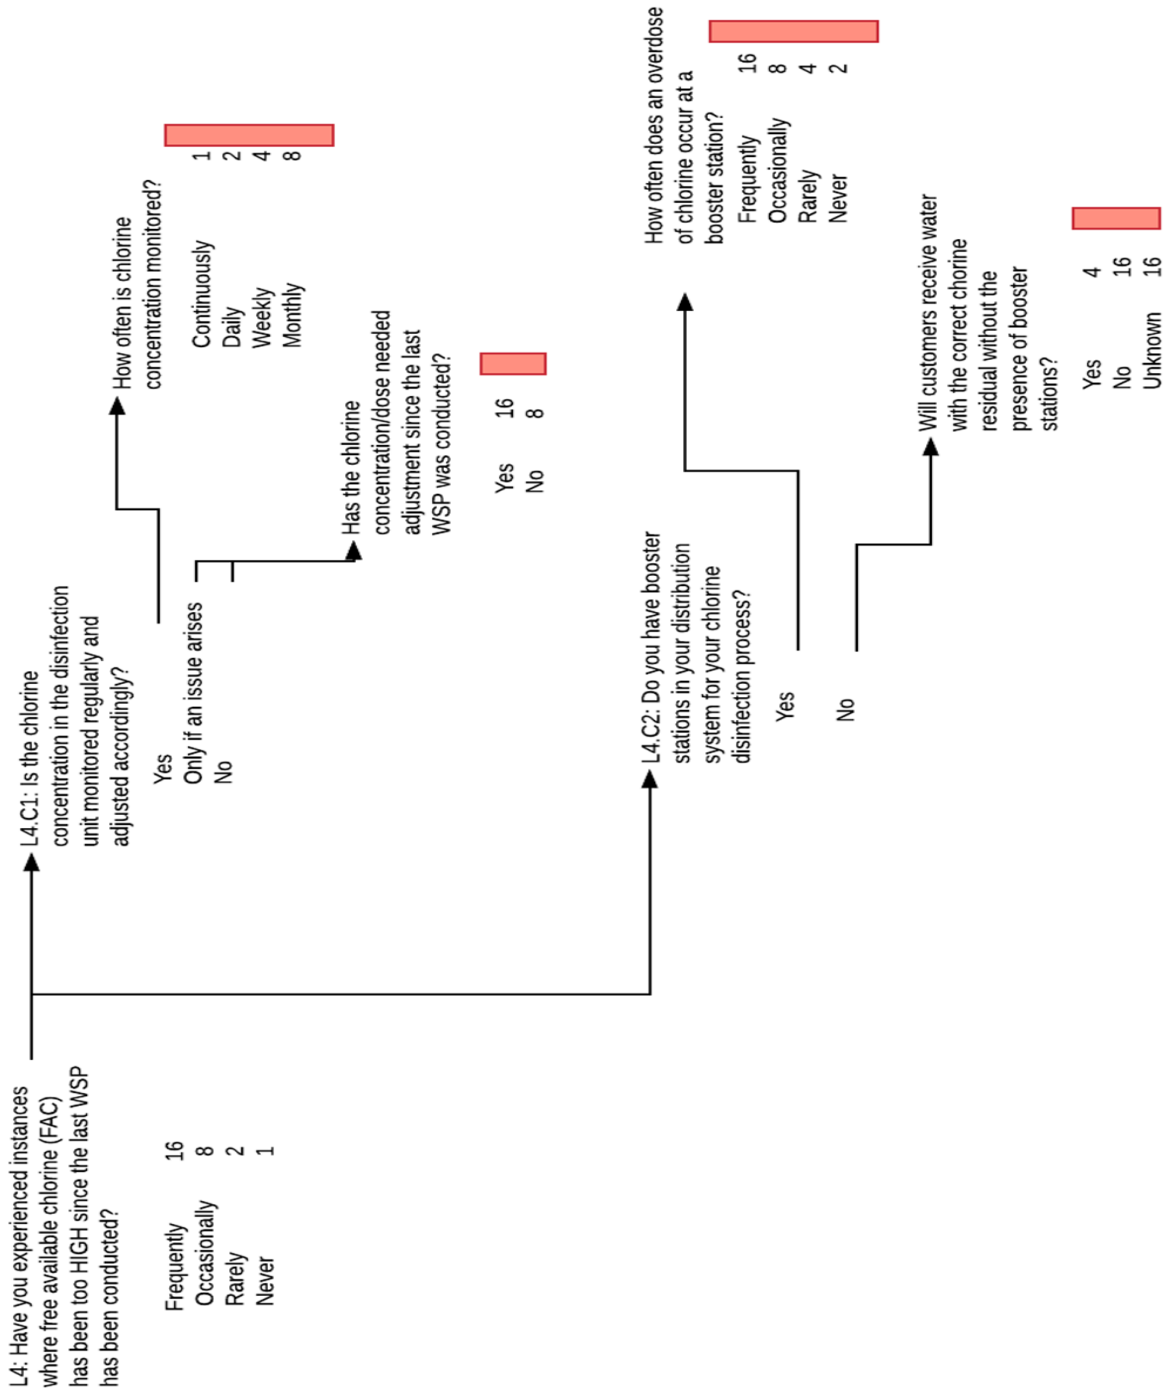 L4: Have you experienced instances
where free available chlorine (FAC)
has been too HIGH since the last WSP
has been conducted?
Frequently 16
Occasionally 8
Rarely 2
Never 1
L4.C1: Is the chlorine
concentration in the disinfection
unit monitored regularly and
adjusted accordingly?
Yes
Only if an issue arises
No
How often is chlorine
concentration monitored?
Continuously 1
Daily 2
Weekly 4
Monthly 8
Has the chlorine
concentration/dose needed
adjustment since the last
WSP was conducted?
Yes 16
No 8
L4.C2: Do you have booster
stations in your distribution
system for your chlorine
disinfection process?
Yes
No
How often does an overdose
of chlorine occur at a
booster station?
Frequently 16
Occasionally 8
Rarely 4
Never 2
Will customers receive water
with the correct chorine
residual without the
presence of booster
stations?
Yes 4
No 16
Unknown 16